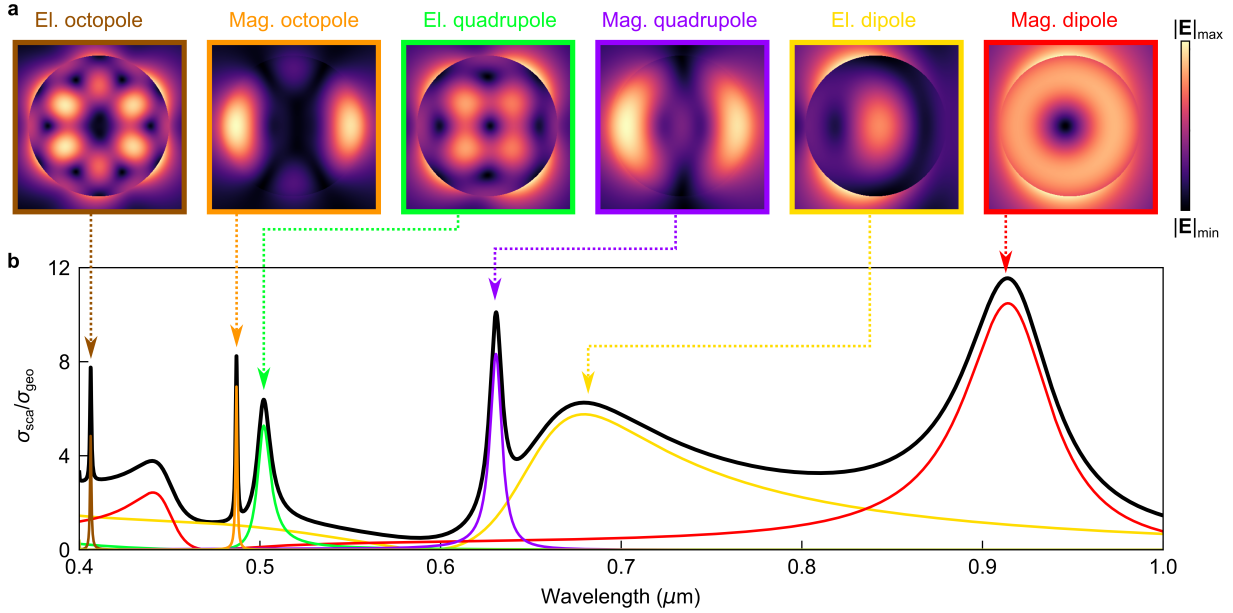 a
El. octopole
Mag. octopole
El. quadrupole
Mag. quadrupole
El. dipole
Mag. dipole
|E|max
|E|min
b
12
8
4
0
σsca/σgeo
0.4
0.5
0.6
0.7
0.8
0.9
1.0
Wavelength (μm)